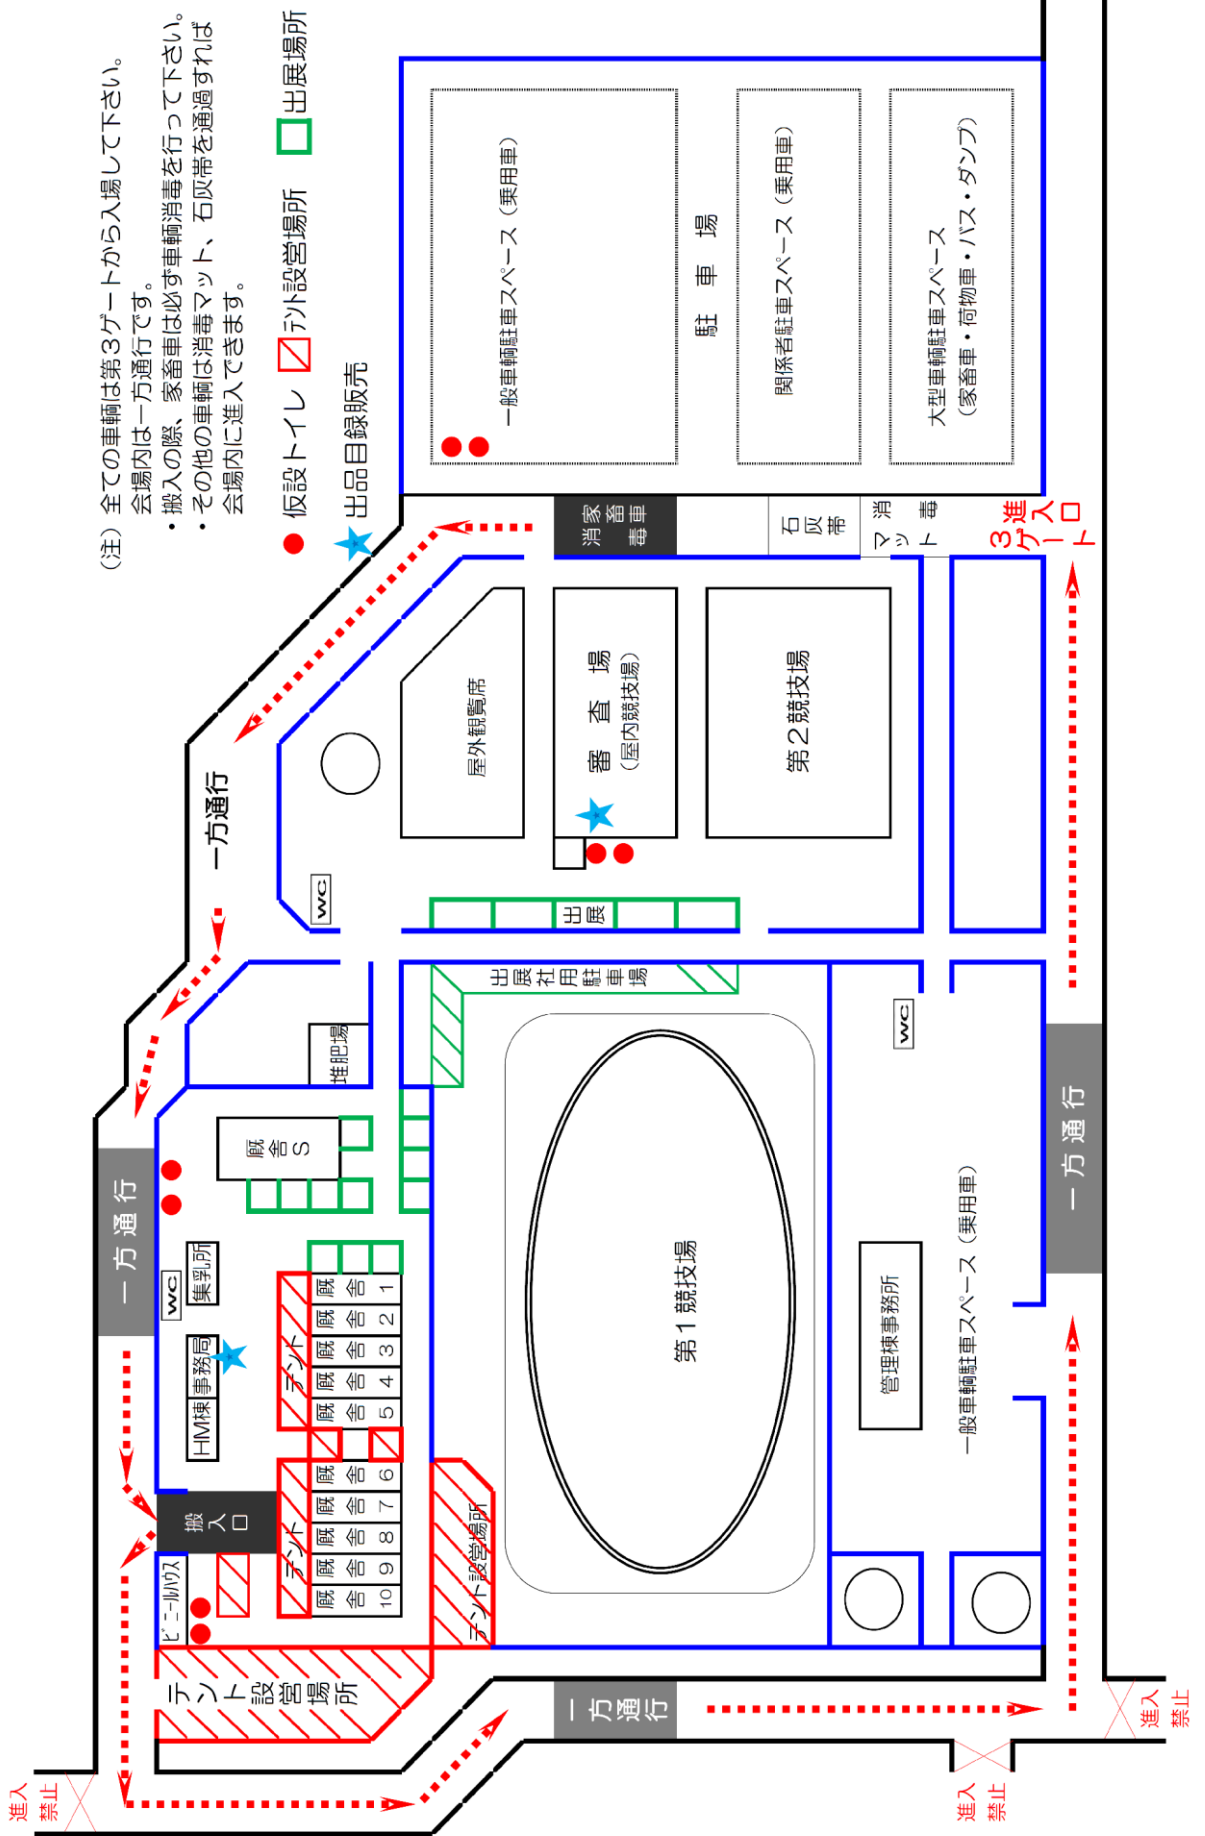 (注) 全ての車輌は第3ゲートから入場して下さい。
会場内は一方通行です。
・搬入の際、家畜車は必ず車輌消毒を行って下さい。
・その他の車輌は消毒マット、石灰帯を通過すれば
会場内に進入できます。
仮設トイレ
テント設営場所
出展場所
出品目録販売
一般車輌駐車スペース（乗用車）
駐車場
関係者駐車スペース（乗用車）
大型車輌駐車スペース
（家畜車・荷物車・バス・ダンプ）
家畜車
消毒
石灰帯
消毒
マット
進入口
3ゲート
屋外観覧席
審査場
（屋内競技場）
第2競技場
一方通行
WC
出展
出展社用駐車場
堆肥場
厩舎S
WC
一方通行
一方通行
集乳所
WC
HM棟
事務局
テント
厩舎1
厩舎2
厩舎3
厩舎4
厩舎5
厩舎6
厩舎7
厩舎8
厩舎9
厩舎10
テント
搬入口
ビニールハウス
テント設営場所
テント設営場所
第1競技場
管理棟事務所
一般車輌駐車スペース（乗用車）
一方通行
進入
禁止
進入
禁止
進入
禁止